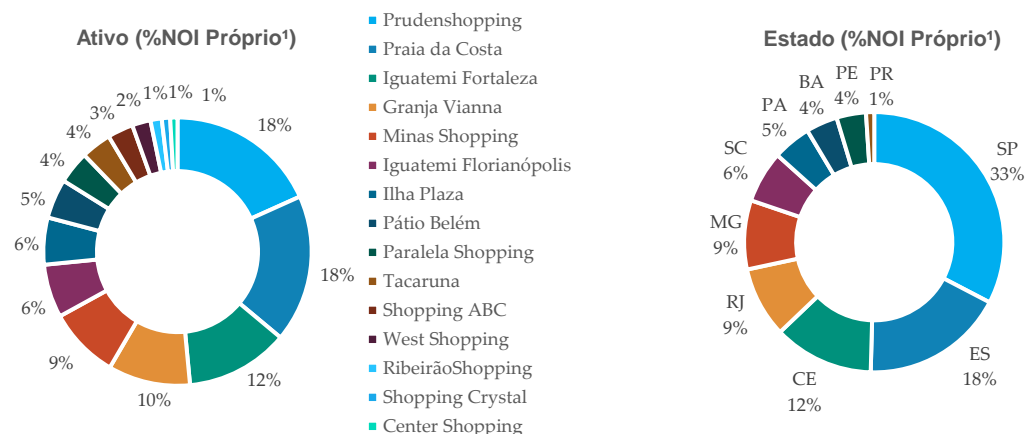 Ativo (%NOI Próprio¹)
18%
18%
12%
10%
9%
6%
6%
5%
4%
4%
3%
2%
1%
1%
1%
Prudenshopping
Praia da Costa
Iguatemi Fortaleza
Granja Vianna
Minas Shopping
Iguatemi Florianópolis
Ilha Plaza
Pátio Belém
Paralela Shopping
Tacaruna
Shopping ABC
West Shopping
RibeirãoShopping
Shopping Crystal
Center Shopping
Estado (%NOI Próprio¹)
SP
33%
ES
18%
CE
12%
RJ
9%
MG
9%
SC
6%
PA
5%
BA
4%
PE
4%
PR
1%